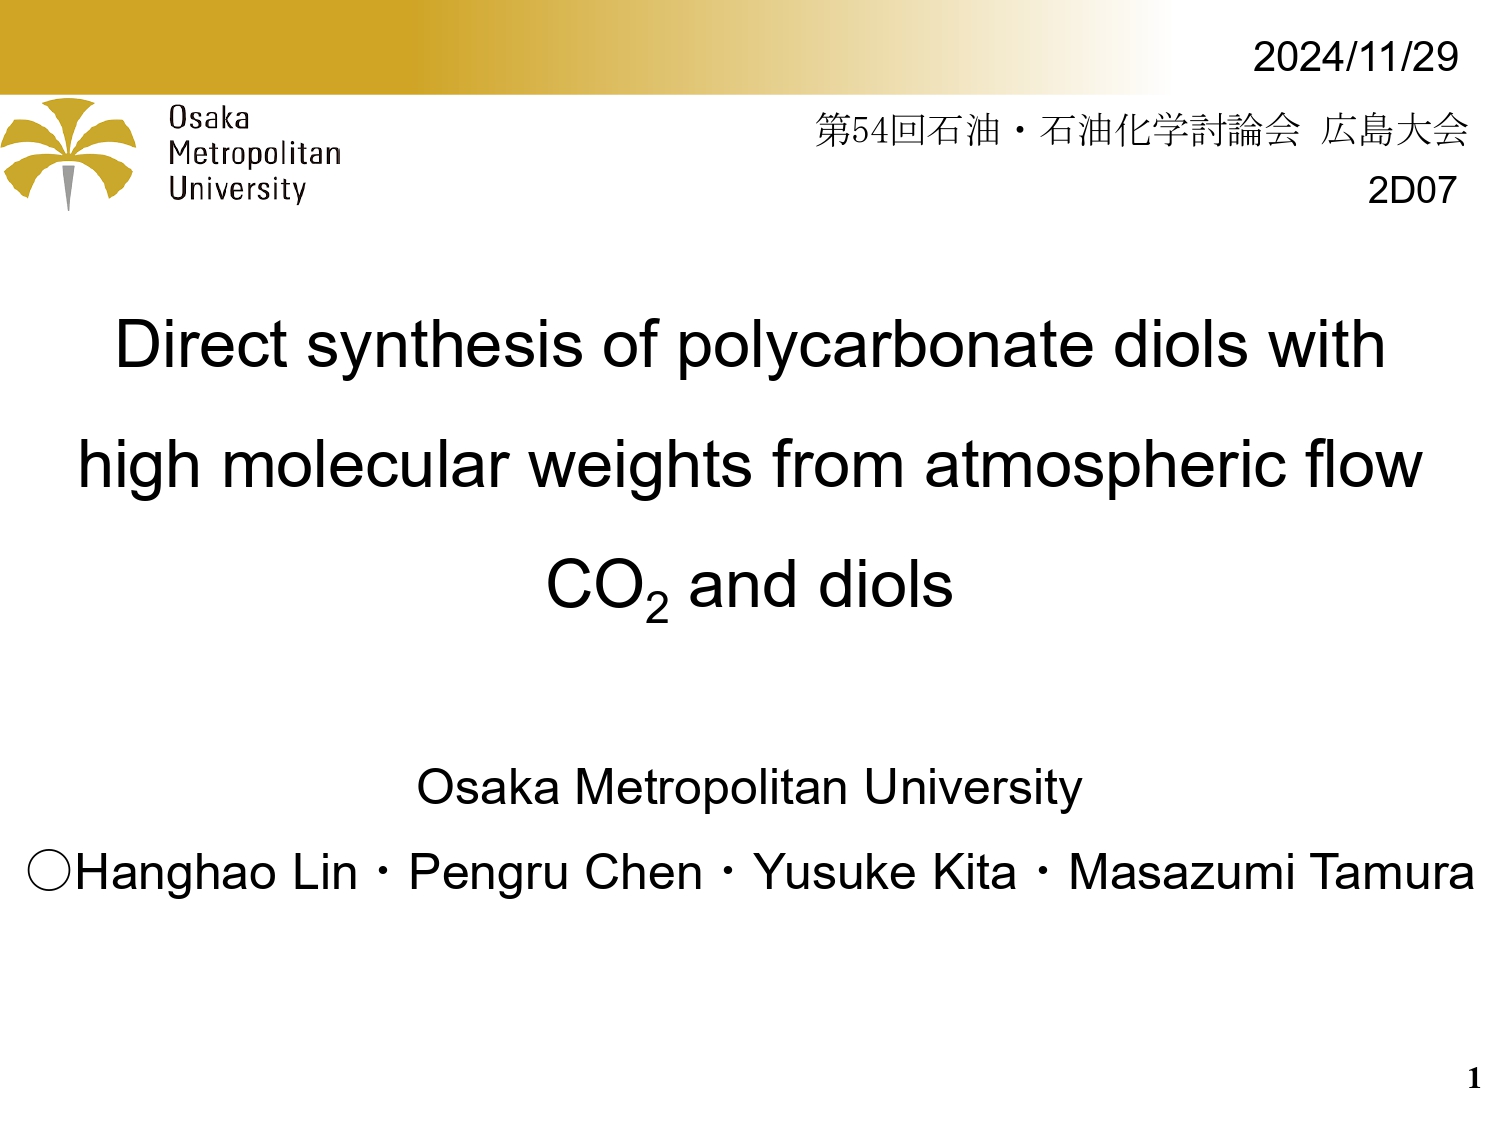 2024/11/29
Osaka
Metropolitan
University
第54回石油・石油化学討論会 広島大会
2D07
Direct synthesis of polycarbonate diols with
high molecular weights from atmospheric flow
CO₂ and diols
Osaka Metropolitan University
○Hanghao Lin・Pengru Chen・Yusuke Kita・Masazumi Tamura
1